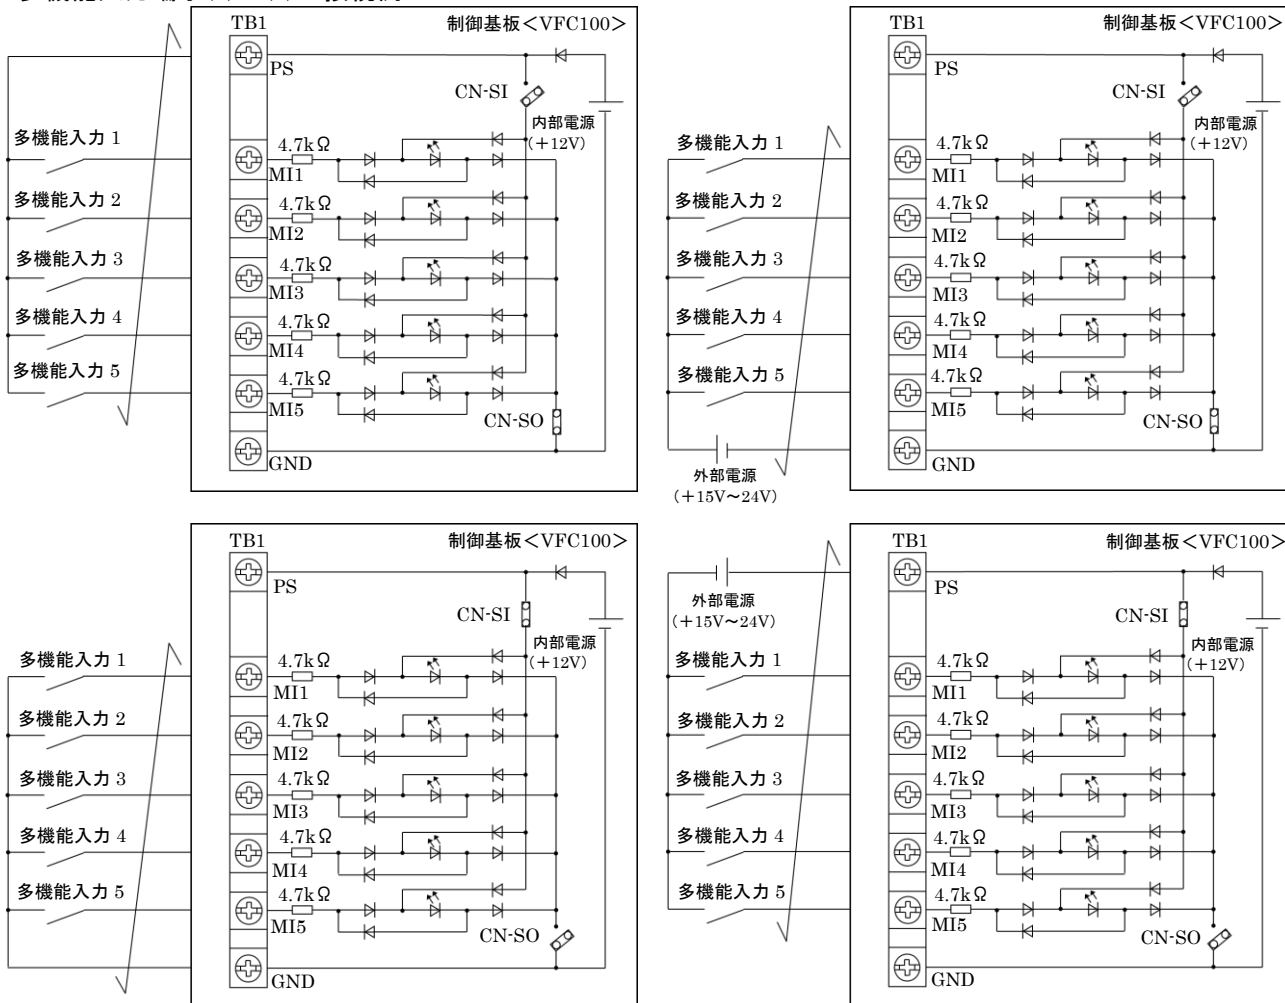 TB1 制御基板<VFC100>
PS
CN-SI
内部電源
(+12V)
多機能入力 1
4.7kΩ
MI1
多機能入力 2
4.7kΩ
MI2
多機能入力 3
4.7kΩ
MI3
多機能入力 4
4.7kΩ
MI4
多機能入力 5
4.7kΩ
MI5
CN-SO
GND
TB1 制御基板<VFC100>
PS
CN-SI
内部電源
(+12V)
多機能入力 1
4.7kΩ
MI1
多機能入力 2
4.7kΩ
MI2
多機能入力 3
4.7kΩ
MI3
多機能入力 4
4.7kΩ
MI4
多機能入力 5
4.7kΩ
MI5
CN-SO
GND
外部電源
(+15V~24V)
TB1 制御基板<VFC100>
PS
CN-SI
内部電源
(+12V)
多機能入力 1
4.7kΩ
MI1
多機能入力 2
4.7kΩ
MI2
多機能入力 3
4.7kΩ
MI3
多機能入力 4
4.7kΩ
MI4
多機能入力 5
4.7kΩ
MI5
CN-SO
GND
TB1 制御基板<VFC100>
PS
外部電源
(+15V~24V)
CN-SI
内部電源
(+12V)
多機能入力 1
4.7kΩ
MI1
多機能入力 2
4.7kΩ
MI2
多機能入力 3
4.7kΩ
MI3
多機能入力 4
4.7kΩ
MI4
多機能入力 5
4.7kΩ
MI5
CN-SO
GND